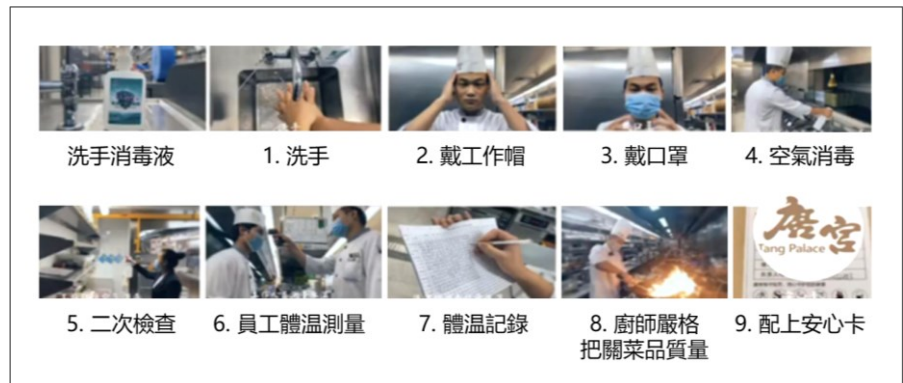 洗手消毒液
1. 洗手
2. 戴工作帽
3. 戴口罩
4. 空氣消毒
唐宫
Tang Palace
5. 二次檢查
6. 員工體溫測量
7. 體溫記錄
8. 廚師嚴格
把關菜品質量
9. 配上安心卡